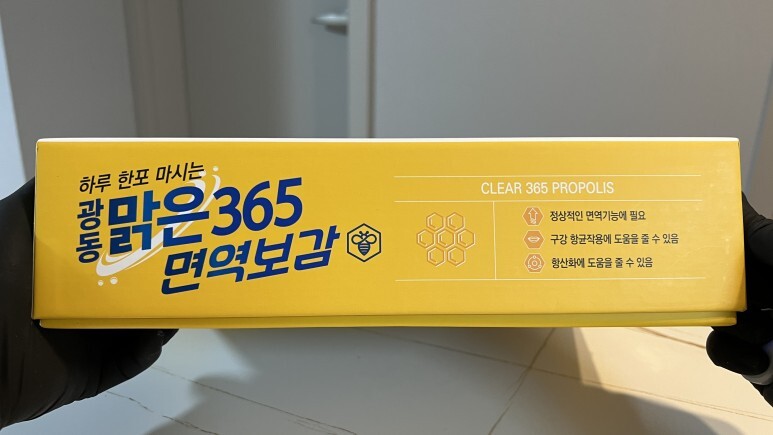 하루 한포 마시는
광동 맑은365
면역보감
CLEAR 365 PROPOLIS
정상적인 면역기능에 필요
구강 항균작용에 도움을 줄 수 있음
항산화에 도움을 줄 수 있음